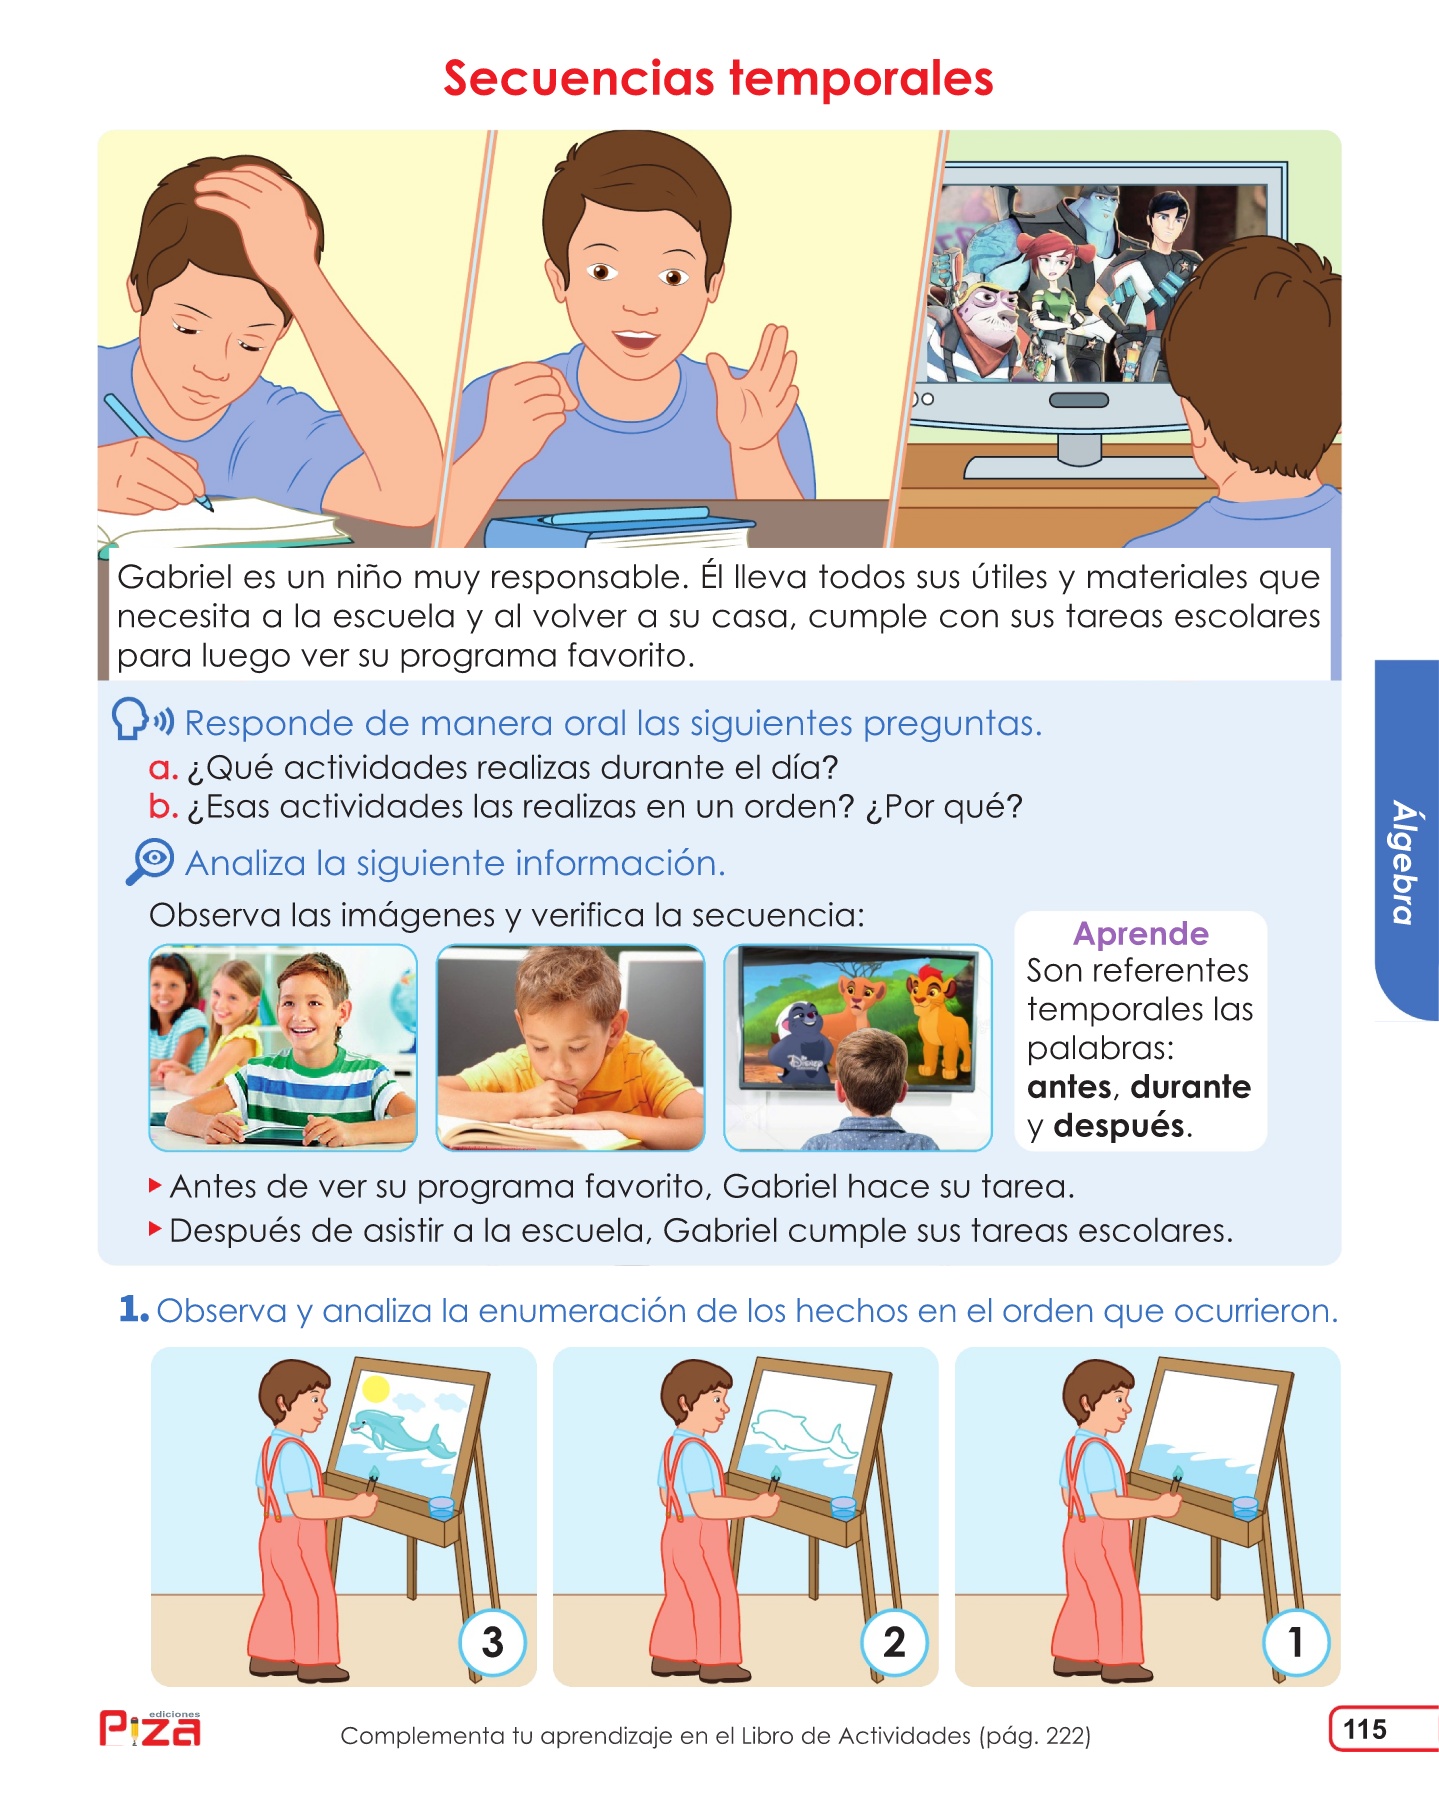 Secuencias temporales
Gabriel es un niño muy responsable. Él lleva todos sus útiles y materiales que
necesita a la escuela y al volver a su casa, cumple con sus tareas escolares
para luego ver su programa favorito.
Responde de manera oral las siguientes preguntas.
a. ¿Qué actividades realizas durante el día?
b. ¿Esas actividades las realizas en un orden? ¿Por qué?
Analiza la siguiente información.
Observa las imágenes y verifica la secuencia:
Disney
Aprende
Son referentes
temporales las
palabras:
antes, durante
y después.
Antes de ver su programa favorito, Gabriel hace su tarea.
Después de asistir a la escuela, Gabriel cumple sus tareas escolares.
Álgebra
1. Observa y analiza la enumeración de los hechos en el orden que ocurrieron.
3
2
1
ediciones
Piza
Complementa tu aprendizaje en el Libro de Actividades (pág. 222)
115